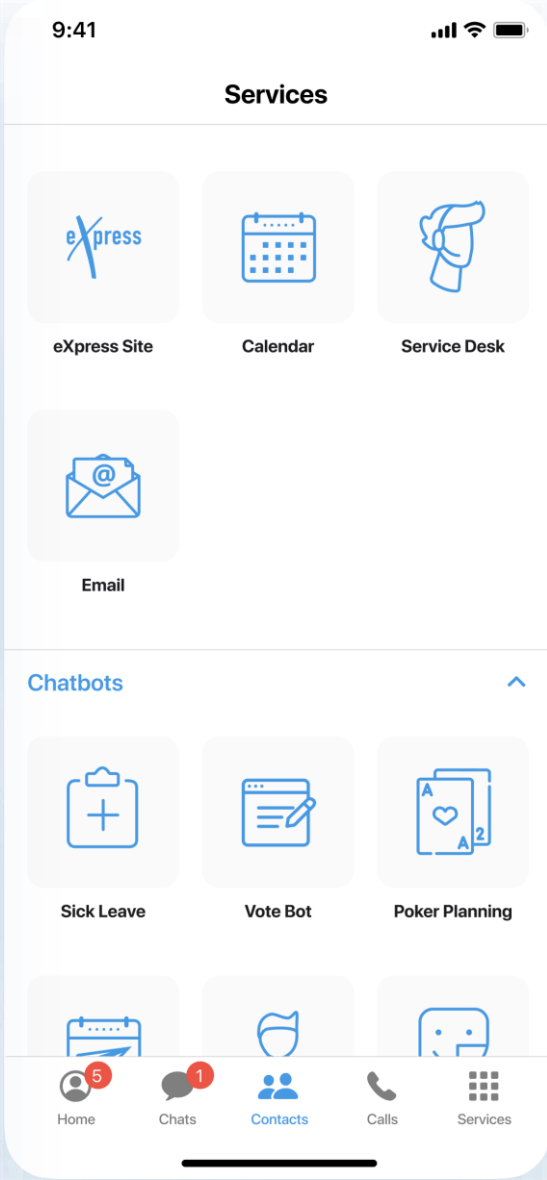 9:41
Services
eXpress
eXpress Site
Calendar
Service Desk
@
Email
Chatbots
Sick Leave
Vote Bot
Poker Planning
A
A 2
5
1
Home
Chats
Contacts
Calls
Services